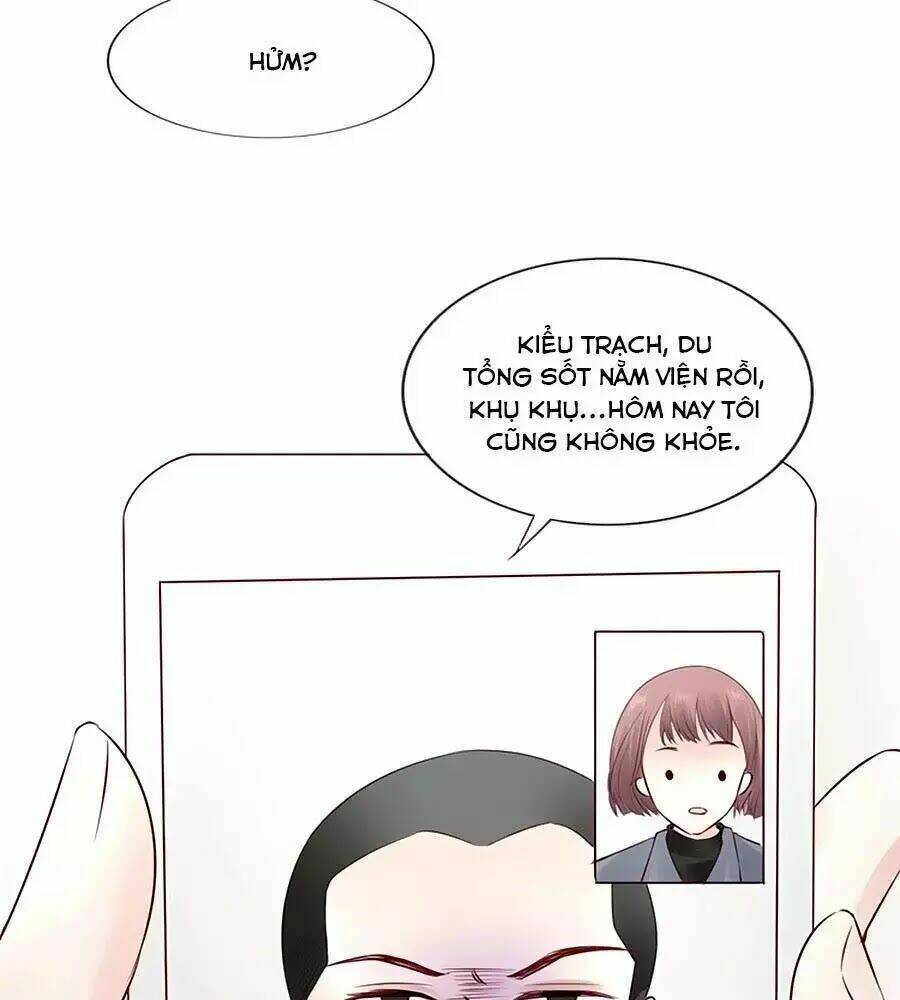 HỬM?
KIỂU TRẠCH, DU
TỔNG SỐT NẰM VIỆN RỒI,
KHỤ KHỤ...HÔM NAY TÔI
CŨNG KHÔNG KHỎE.